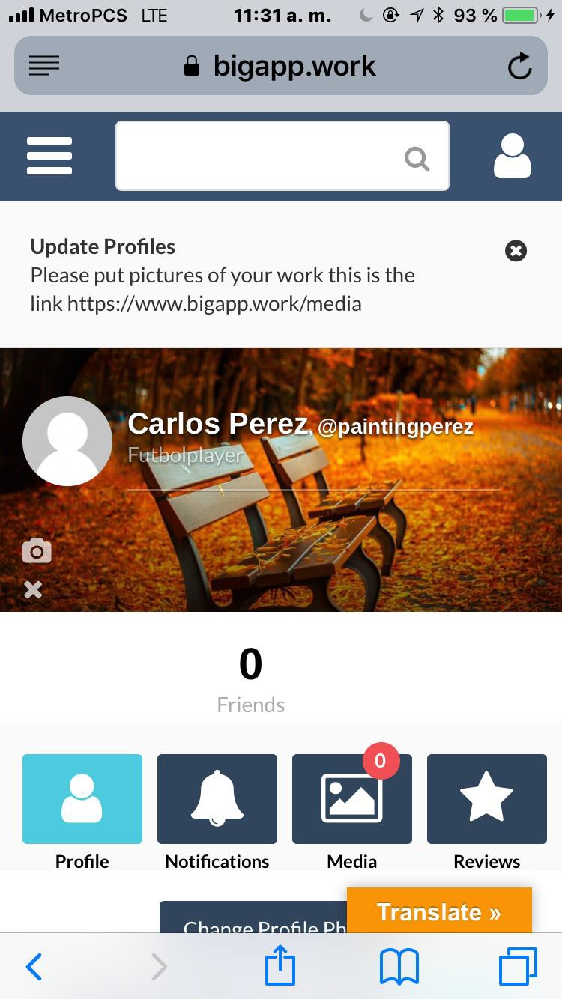 MetroPCS LTE 11:31 a. m. 93 %
bigapp.work
Update Profiles
Please put pictures of your work this is the
link https://www.bigapp.work/media
Carlos Perez, @paintingperez
Futbolplayer
0
Friends
0
Profile Notifications Media Reviews
Translate »
Change Profile Ph